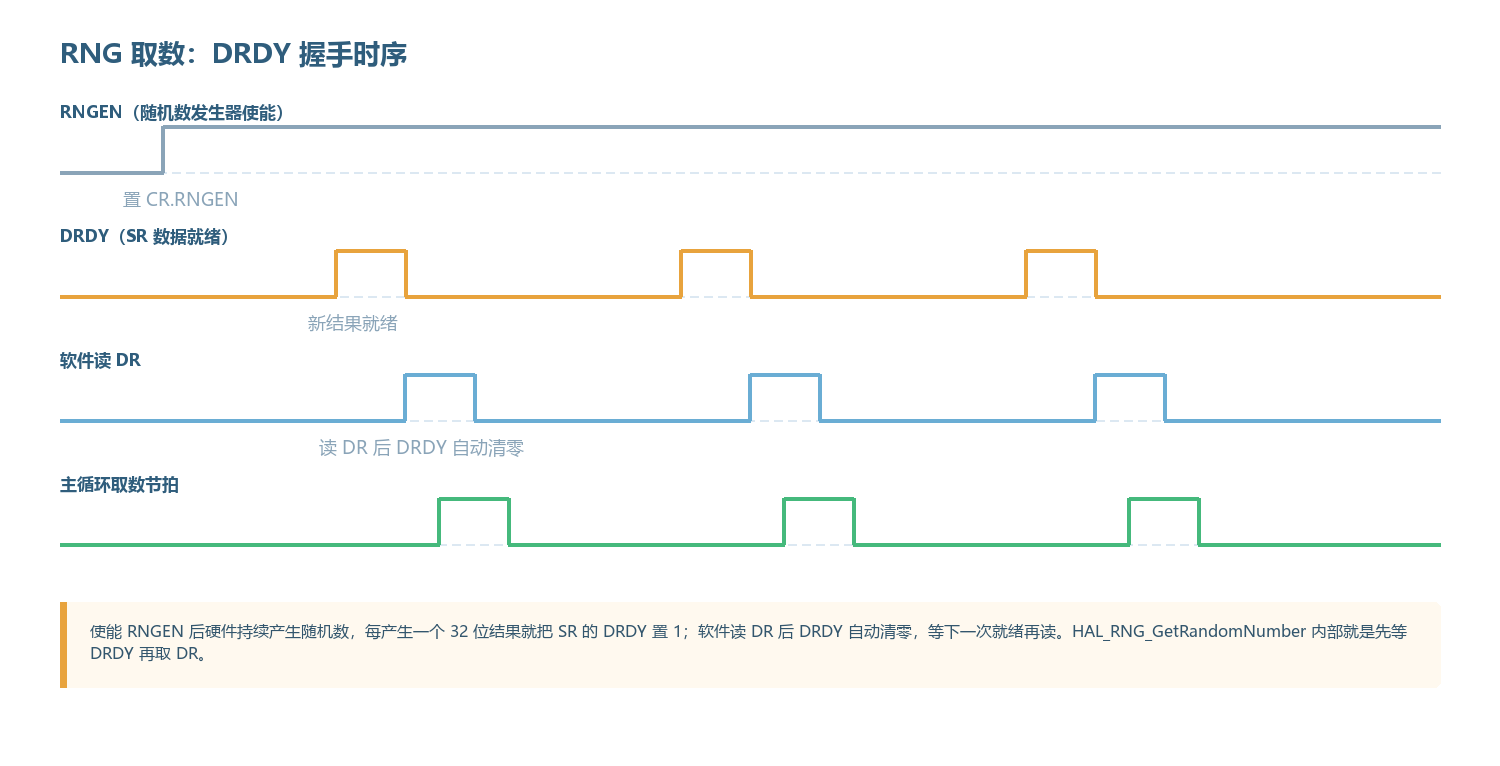 RNG 取数：DRDY 握手时序
RNGEN（随机数发生器使能）
置 CR.RNGEN
DRDY（SR 数据就绪）
新结果就绪
软件读 DR
读 DR 后 DRDY 自动清零
主循环取数节拍
使能 RNGEN 后硬件持续产生随机数，每产生一个 32 位结果就把 SR 的 DRDY 置 1；软件读 DR 后 DRDY 自动清零，等下一次就绪再读。HAL_RNG_GetRandomNumber 内部就是先等
DRDY 再取 DR。